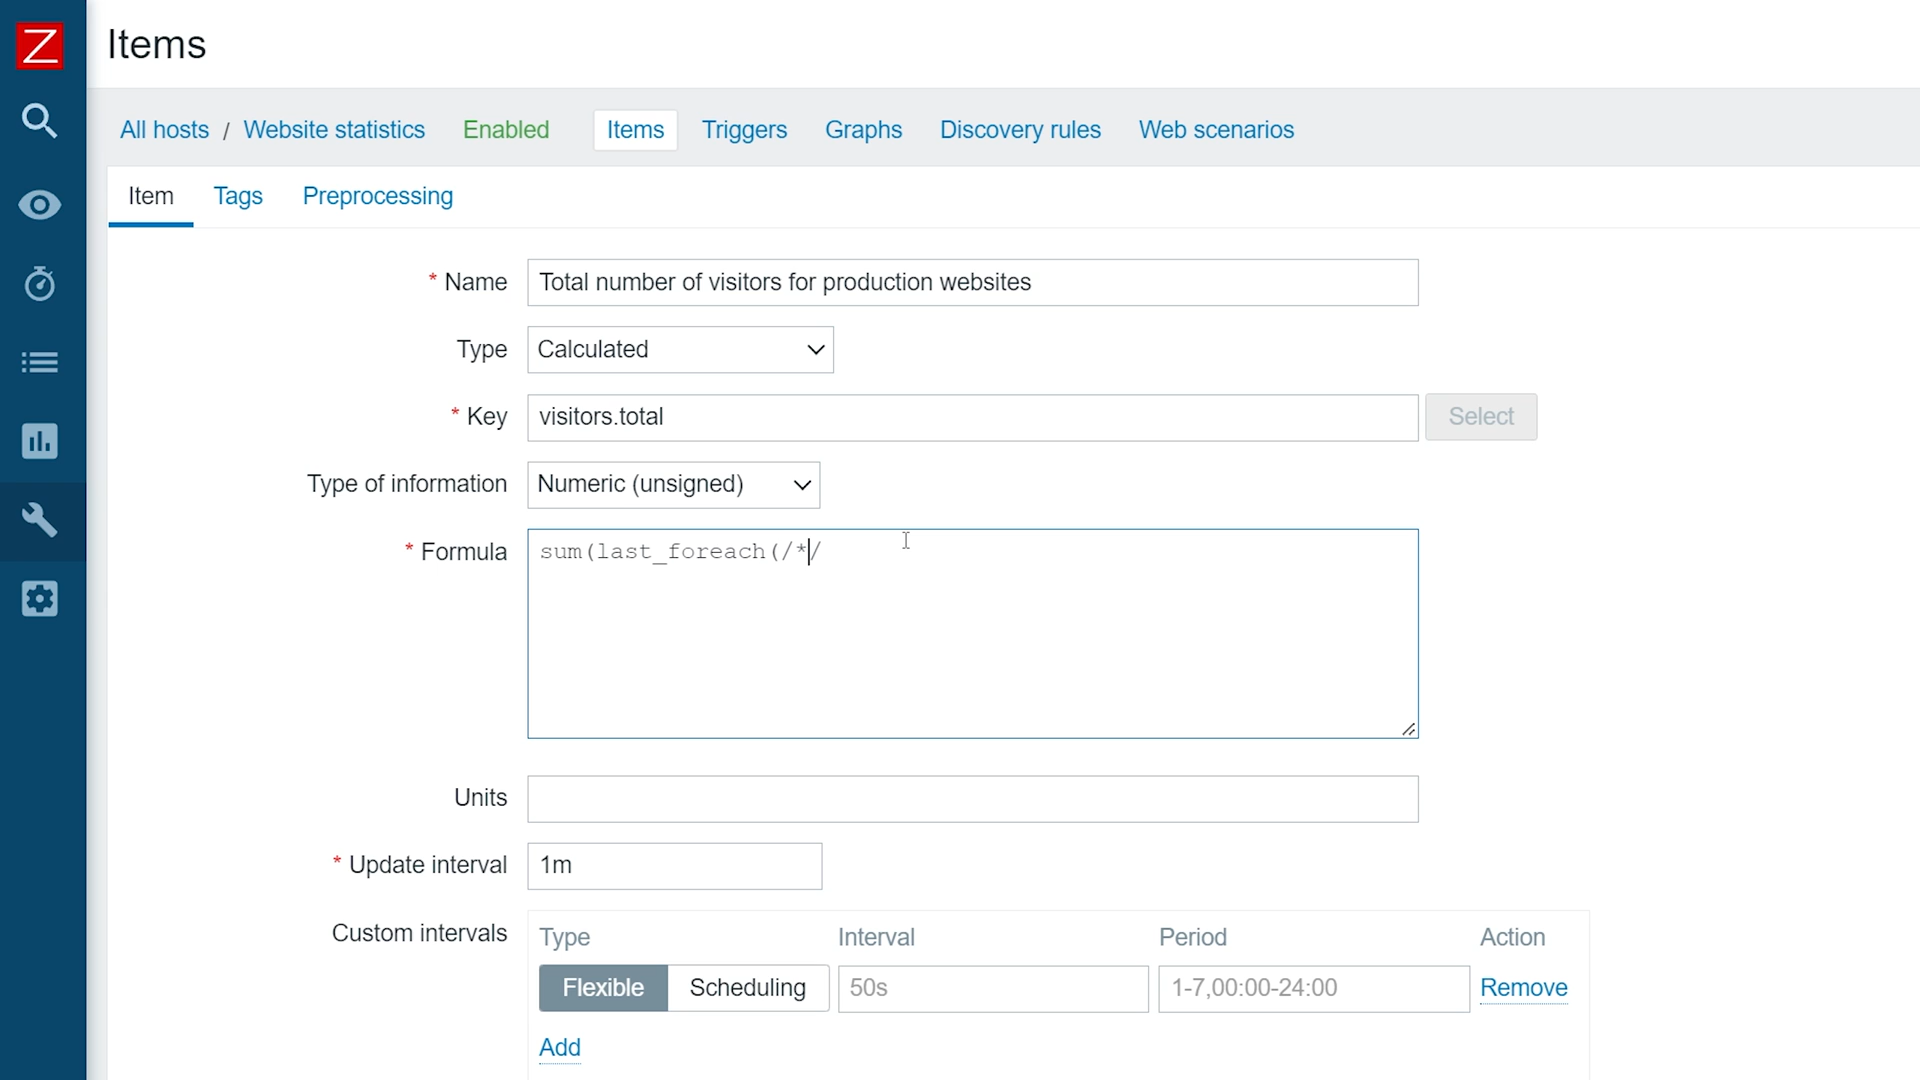 Z
Items
All hosts / Website statistics Enabled Items Triggers Graphs Discovery rules Web scenarios
Item Tags Preprocessing
* Name Total number of visitors for production websites
Type Calculated
* Key visitors.total Select
Type of information Numeric (unsigned)
* Formula sum(last_foreach(/*/
Units
* Update interval 1m
Custom intervals Type Interval Period Action
Flexible Scheduling 50s 1-7,00:00-24:00 Remove
Add